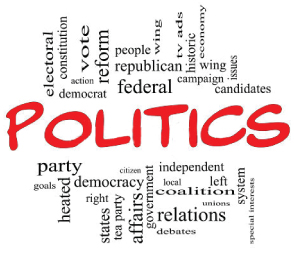 electoral
constitution
vote
action
democrat
reform
people
wing
republican
federal
tv ads
historic
economy
wing
campaign
issues
candidates
POLITICS
party
goals
heated
democracy
citizen
right
states
tea party
affairs
government
independent
local
left
coalition
unions
relations
debates
system
special interests